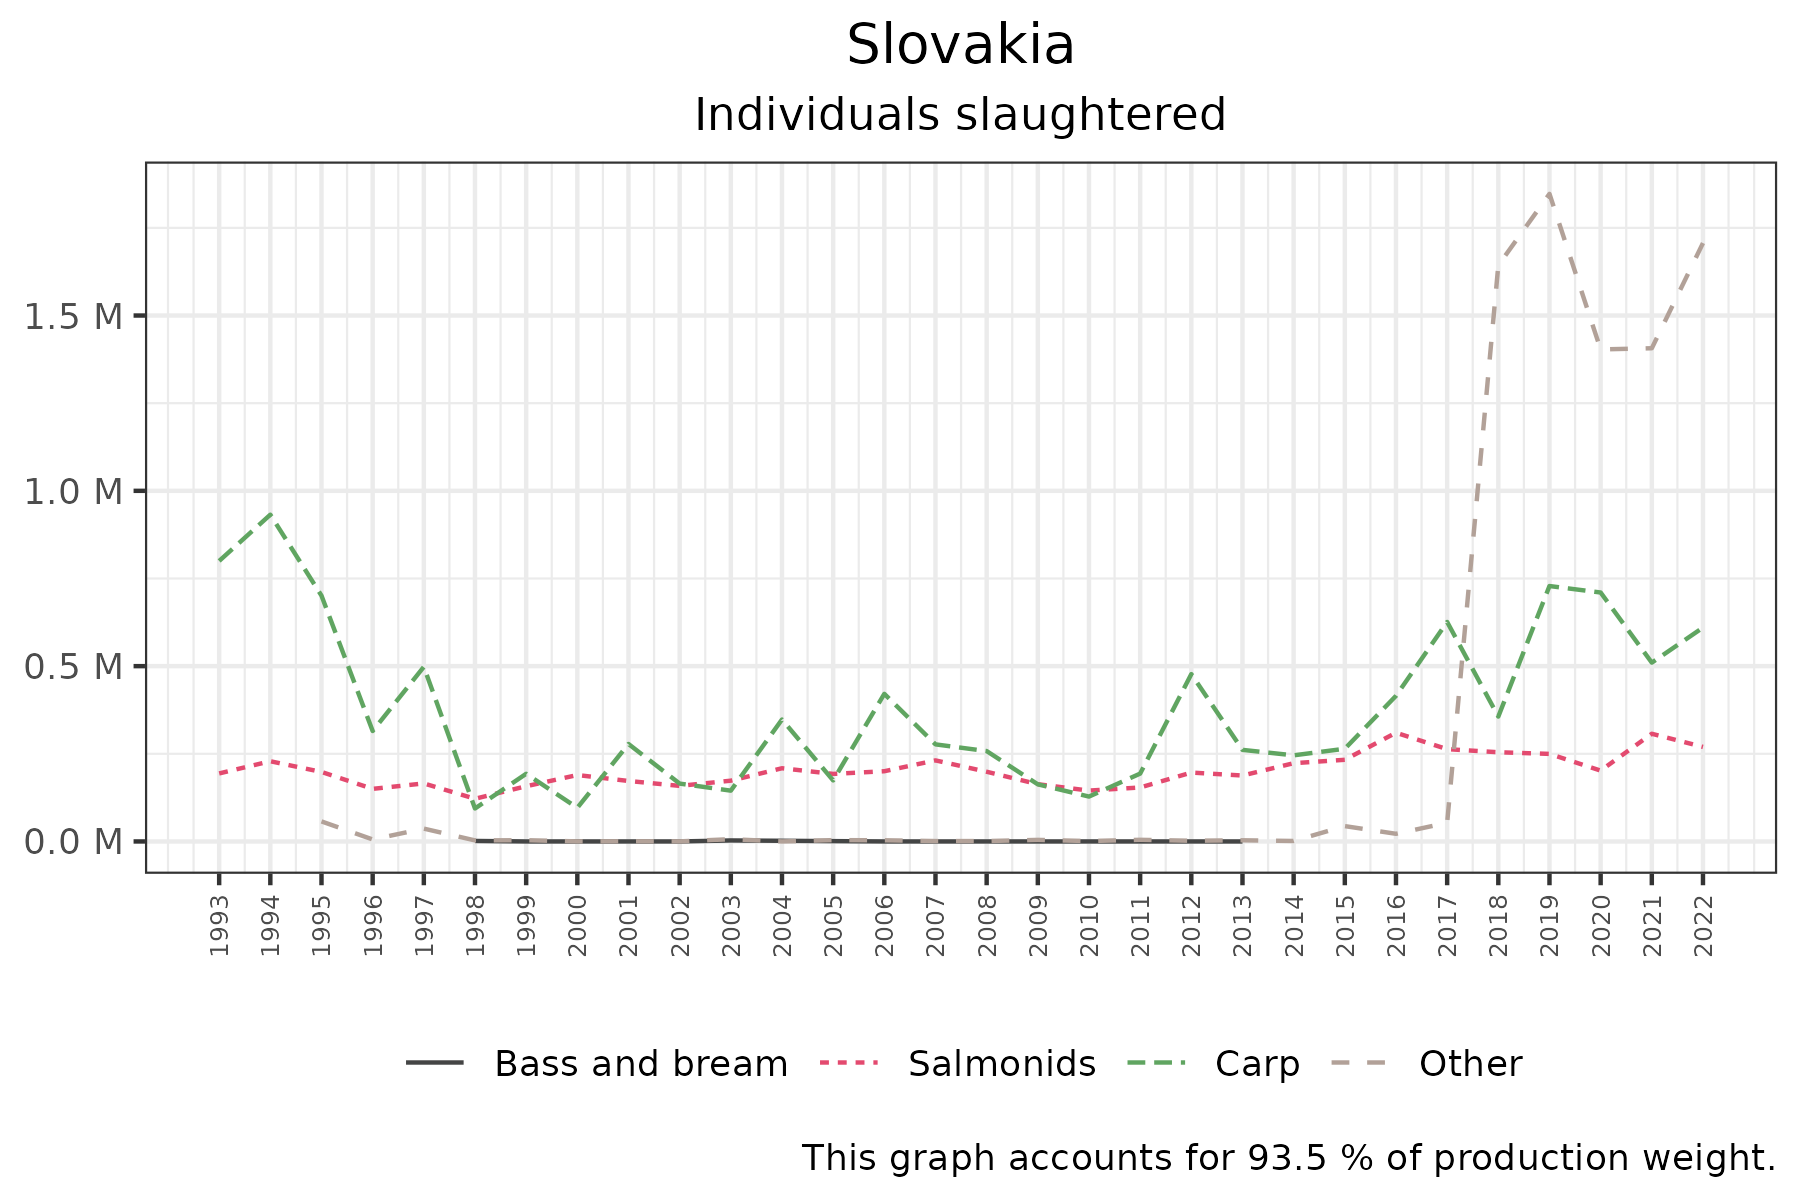 Slovakia
Individuals slaughtered
1.5 M
1.0 M
0.5 M
0.0 M
1993 1994 1995 1996 1997 1998 1999 2000 2001 2002 2003 2004 2005 2006 2007 2008 2009 2010 2011 2012 2013 2014 2015 2016 2017 2018 2019 2020 2021 2022
Bass and bream Salmonids Carp Other
This graph accounts for 93.5 % of production weight.